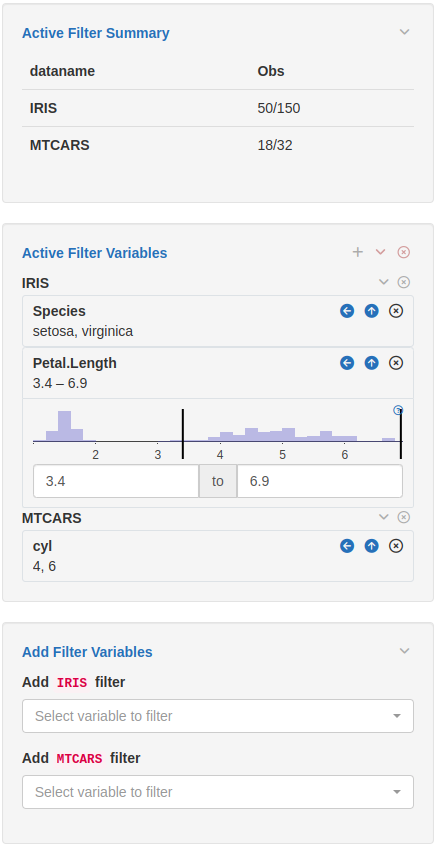 Active Filter Summary
dataname Obs
IRIS 50/150
MTCARS 18/32
Active Filter Variables
IRIS
Species
setosa, virginica
Petal.Length
3.4 – 6.9
2 3 4 5 6
3.4 to 6.9
MTCARS
cyl
4, 6
Add Filter Variables
Add IRIS filter
Select variable to filter
Add MTCARS filter
Select variable to filter